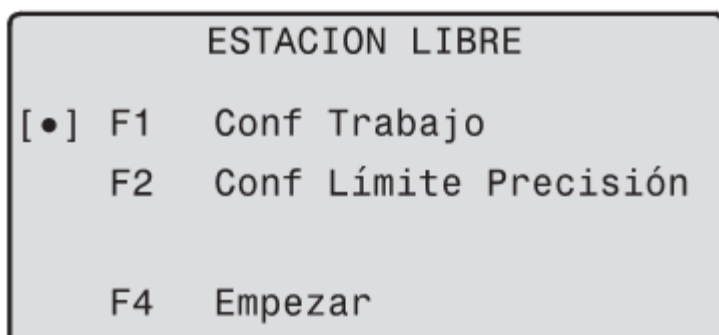 ESTACION LIBRE
[•] F1 Conf Trabajo
F2 Conf Límite Precisión
F4 Empezar